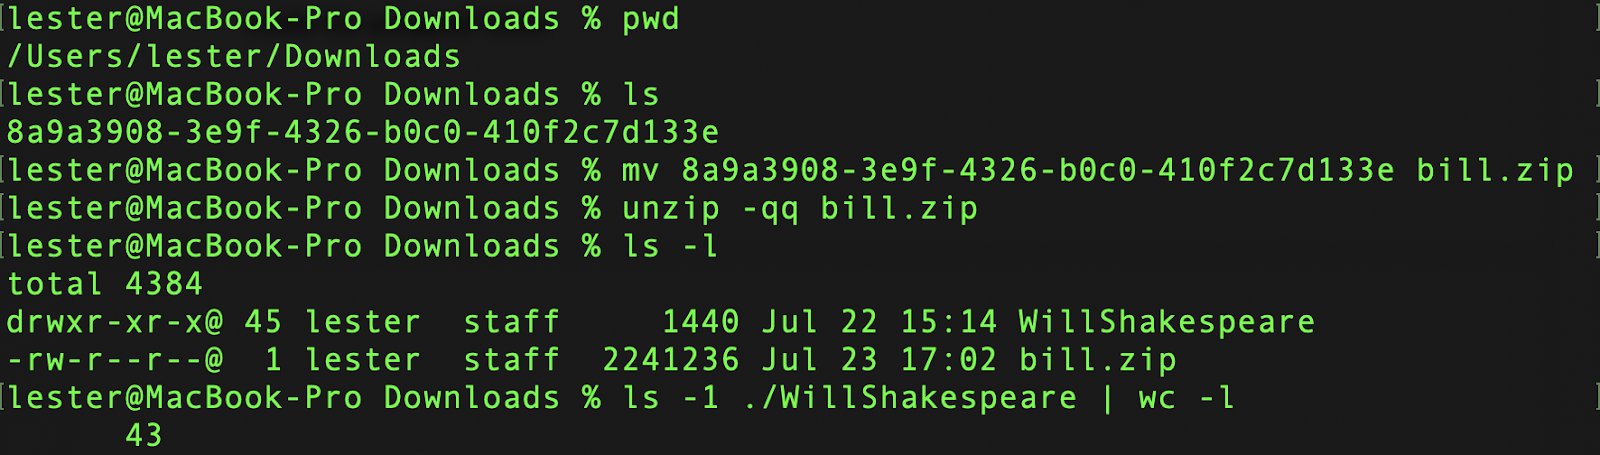 [lester@MacBook-Pro Downloads % pwd ]
/Users/lester/Downloads
[lester@MacBook-Pro Downloads % ls ]
8a9a3908-3e9f-4326-b0c0-410f2c7d133e
[lester@MacBook-Pro Downloads % mv 8a9a3908-3e9f-4326-b0c0-410f2c7d133e bill.zip ]
[lester@MacBook-Pro Downloads % unzip -qq bill.zip ]
[lester@MacBook-Pro Downloads % ls -l ]
total 4384
drwxr-xr-x@ 45 lester  staff     1440 Jul 22 15:14 WillShakespeare
-rw-r--r--@  1 lester  staff  2241236 Jul 23 17:02 bill.zip
[lester@MacBook-Pro Downloads % ls -1 ./WillShakespeare | wc -l ]
      43